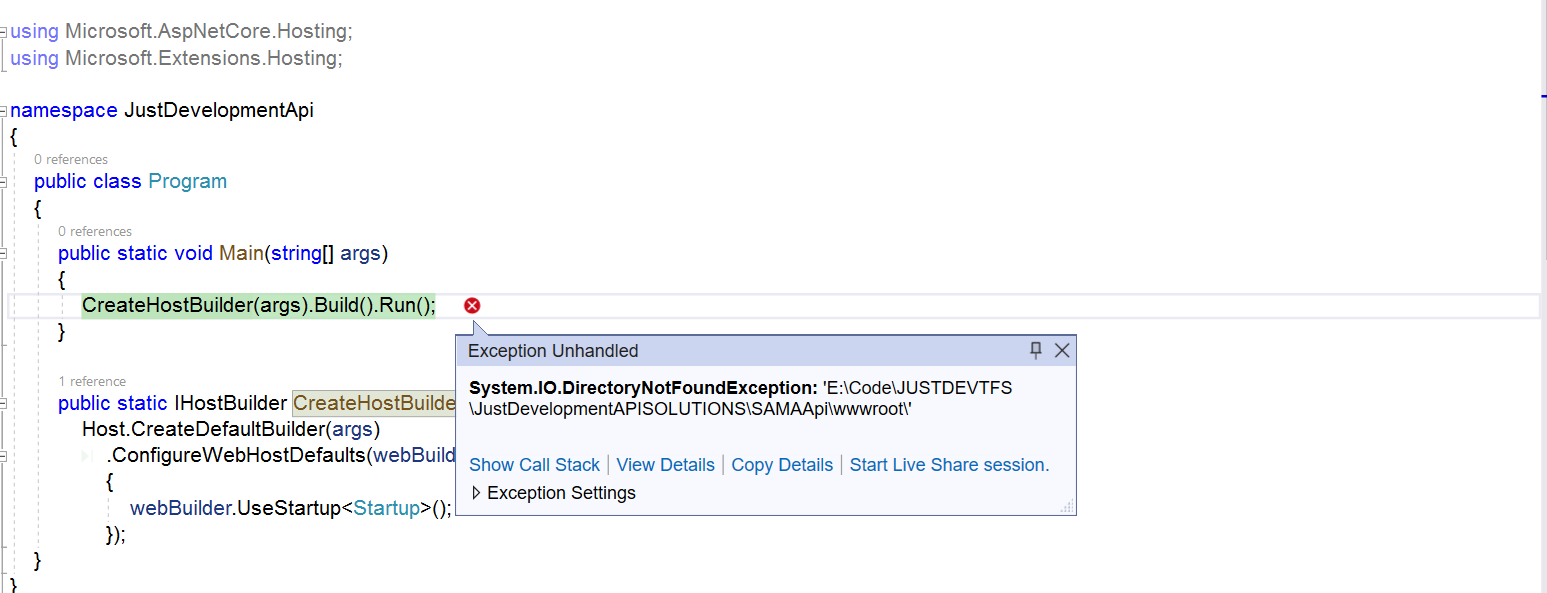 using Microsoft.AspNetCore.Hosting;
using Microsoft.Extensions.Hosting;
namespace JustDevelopmentApi
{
0 references
public class Program
{
0 references
public static void Main(string[] args)
{
CreateHostBuilder(args).Build().Run();
}
Exception Unhandled
System.IO.DirectoryNotFoundException: 'E:\Code\JUSTDEVTFS
\JustDevelopmentAPISOLUTIONS\SAMAApi\wwwroot\'
Show Call Stack | View Details | Copy Details | Start Live Share session.
Exception Settings
1 reference
public static IHostBuilder CreateHostBuilde
Host.CreateDefaultBuilder(args)
.ConfigureWebHostDefaults(webBuild
{
webBuilder.UseStartup<Startup>();
});
}
}